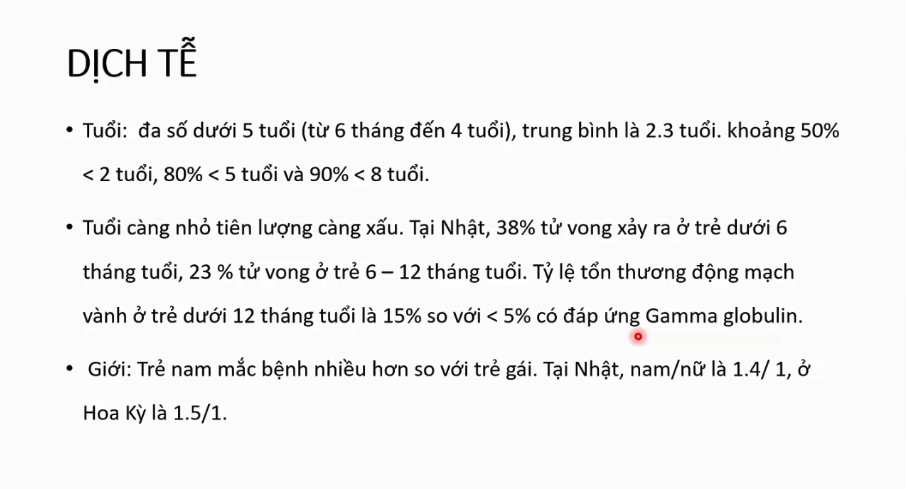 DỊCH TỄ
• Tuổi: đa số dưới 5 tuổi (từ 6 tháng đến 4 tuổi), trung bình là 2.3 tuổi. khoảng 50%
< 2 tuổi, 80% < 5 tuổi và 90% < 8 tuổi.
• Tuổi càng nhỏ tiên lượng càng xấu. Tại Nhật, 38% tử vong xảy ra ở trẻ dưới 6
tháng tuổi, 23 % tử vong ở trẻ 6 – 12 tháng tuổi. Tỷ lệ tổn thương động mạch
vành ở trẻ dưới 12 tháng tuổi là 15% so với < 5% có đáp ứng Gamma globulin.
• Giới: Trẻ nam mắc bệnh nhiều hơn so với trẻ gái. Tại Nhật, nam/nữ là 1.4/ 1, ở
Hoa Kỳ là 1.5/1.